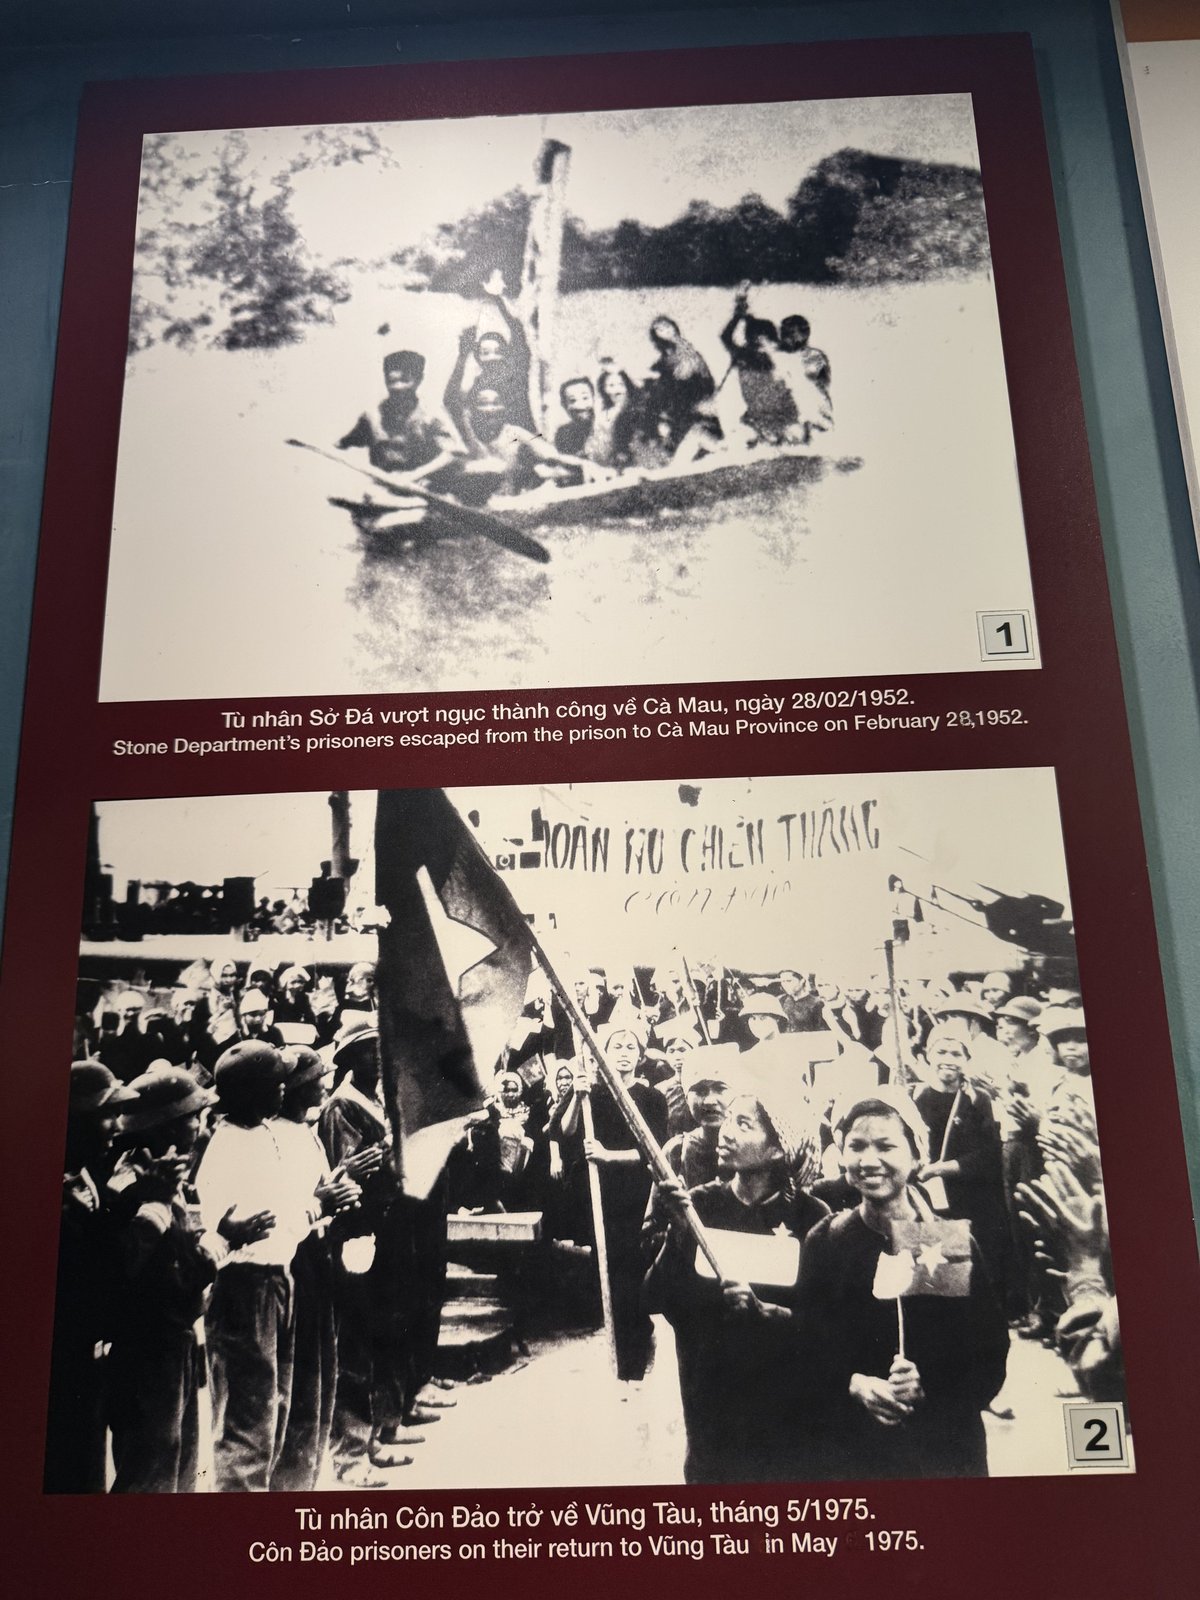 1
Tù nhân Sở Đá vượt ngục thành công về Cà Mau, ngày 28/02/1952.
Stone Department's prisoners escaped from the prison to Cà Mau Province on February 28,1952.
CHIẾN THẮNG
2
Tù nhân Côn Đảo trở về Vũng Tàu, tháng 5/1975.
Côn Đảo prisoners on their return to Vũng Tàu in May 1975.